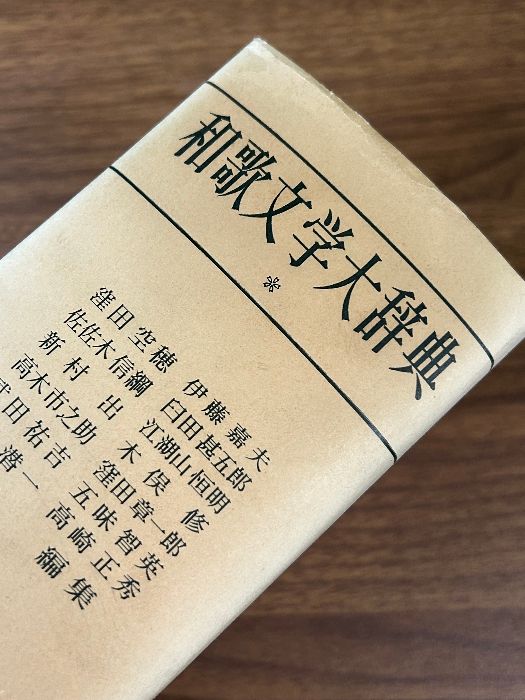 和歌文学大辞典
窪田空穂 伊藤嘉夫
佐佐木信綱 臼田甚五郎
新村出 江湖山恒明
高木市之助 木俣修
田祐吉 窪田章一郎
潜一 五味智英
高崎正秀
編集